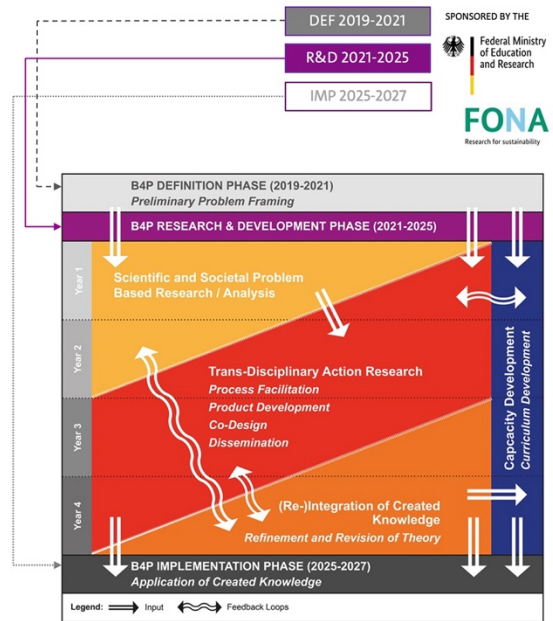 DEF 2019-2021
SPONSORED BY THE
R&D 2021-2025
Federal Ministry
of Education
and Research
IMP 2025-2027
FONA
Research for sustainability
B4P DEFINITION PHASE (2019-2021)
Preliminary Problem Framing
B4P RESEARCH & DEVELOPMENT PHASE (2021-2025)
Year 1
Scientific and Societal Problem
Based Research / Analysis
Year 2
Trans-Disciplinary Action Research
Process Facilitation
Product Development
Co-Design
Dissemination
Year 3
Capcacity Development
Curriculum Development
Year 4
(Re-)Integration of Created
Knowledge
Refinement and Revision of Theory
B4P IMPLEMENTATION PHASE (2025-2027)
Application of Created Knowledge
Legend: Input Feedback Loops